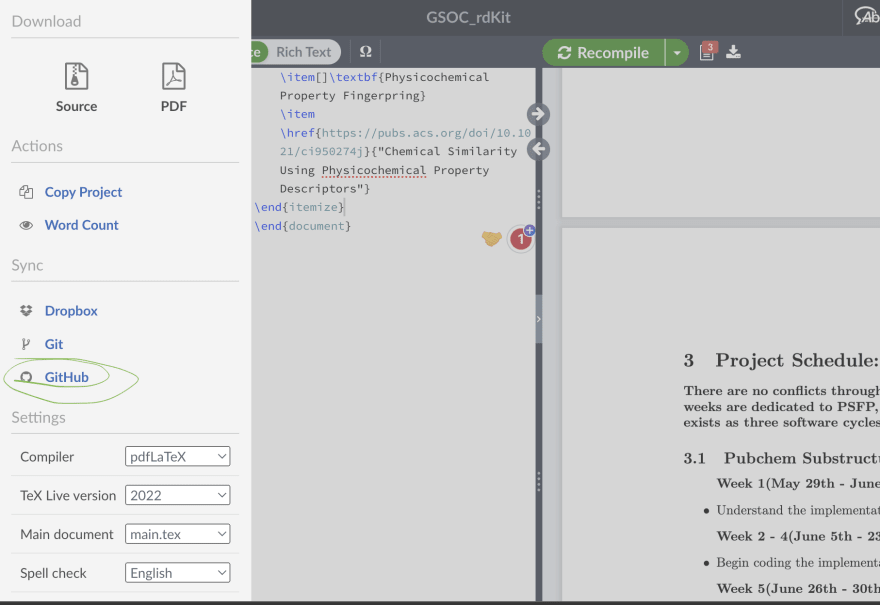 Download
Source
PDF
Actions
Copy Project
Word Count
Sync
Dropbox
Git
GitHub
Settings
Compiler
pdfLaTeX
TeX Live version
2022
Main document
main.tex
Spell check
English
GSOC_rdKit
Rich Text
Ω
Recompile
3
\item[]\textbf{Physicochemical
Property Fingerpring}
\item
\href{https://pubs.acs.org/doi/10.10
21/ci950274j}{"Chemical Similarity
Using Physicochemical Property
Descriptors"}
\end{itemize}
\end{document}
1
3 Project Schedule:
There are no conflicts through
weeks are dedicated to PSFP,
exists as three software cycles
3.1 Pubchem Substructu
Week 1(May 29th - June
• Understand the implementat
Week 2 - 4(June 5th - 23
• Begin coding the implementa
Week 5(June 26th - 30th